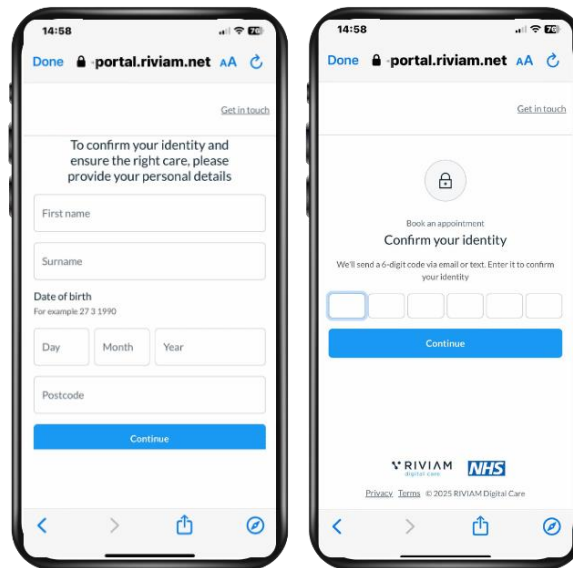 14:58
76
Done
-portal.riviam.net AA
Get in touch
To confirm your identity and
ensure the right care, please
provide your personal details
First name
Surname
Date of birth
For example 27 3 1990
Day Month Year
Postcode
Continue
14:58
76
Done
-portal.riviam.net AA
Get in touch
Book an appointment
Confirm your identity
We'll send a 6-digit code via email or text. Enter it to confirm
your identity
Continue
RIVIAM
digital care
NHS
Privacy Terms © 2025 RIVIAM Digital Care